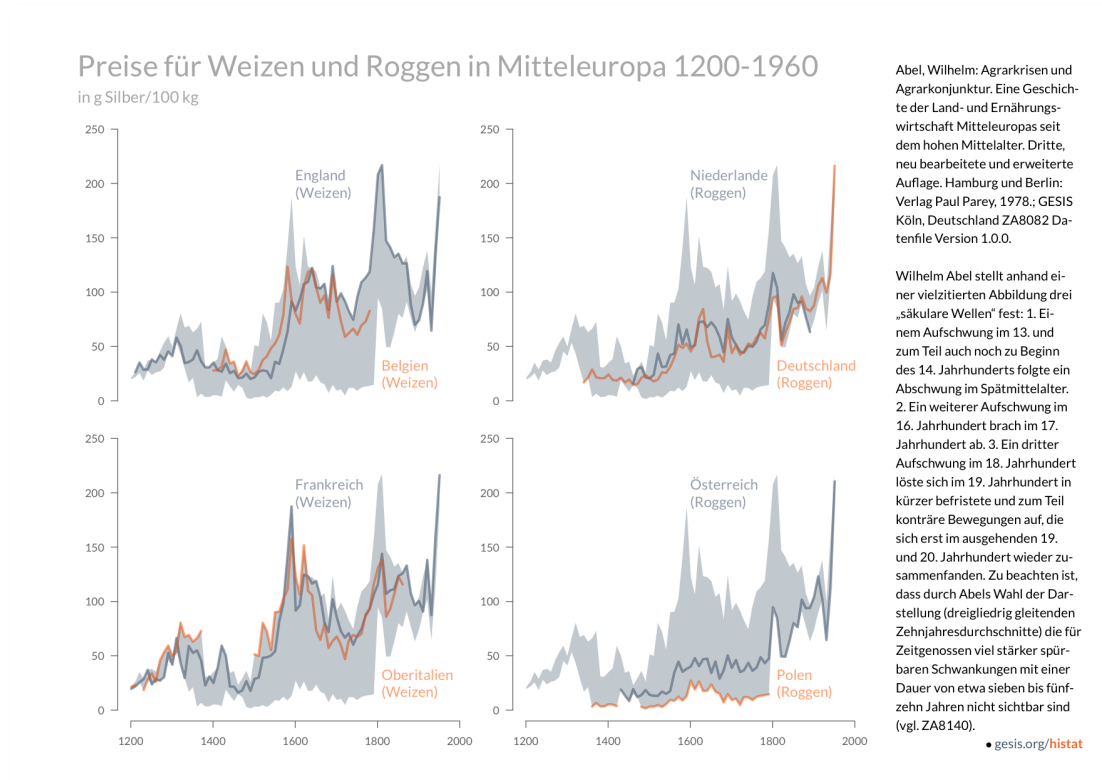 Preise für Weizen und Roggen in Mitteleuropa 1200-1960
in g Silber/100 kg
250
200
150
100
50
0
England
(Weizen)
Belgien
(Weizen)
250
200
150
100
50
0
Niederlande
(Roggen)
Deutschland
(Roggen)
250
200
150
100
50
0
Frankreich
(Weizen)
Oberitalien
(Weizen)
1200
1400
1600
1800
2000
250
200
150
100
50
0
Österreich
(Roggen)
Polen
(Roggen)
1200
1400
1600
1800
2000
Abel, Wilhelm: Agrarkrisen und
Agrarkonjunktur. Eine Geschich-
te der Land- und Ernährungs-
wirtschaft Mitteleuropas seit
dem hohen Mittelalter. Dritte,
neu bearbeitete und erweiterte
Auflage. Hamburg und Berlin:
Verlag Paul Parey, 1978.; GESIS
Köln, Deutschland ZA8082 Da-
tenfile Version 1.0.0.
Wilhelm Abel stellt anhand ei-
ner vielzitierten Abbildung drei
„säkulare Wellen“ fest: 1. Ei-
nem Aufschwung im 13. und
zum Teil auch noch zu Beginn
des 14. Jahrhunderts folgte ein
Abschwung im Spätmittelalter.
2. Ein weiterer Aufschwung im
16. Jahrhundert brach im 17.
Jahrhundert ab. 3. Ein dritter
Aufschwung im 18. Jahrhundert
löste sich im 19. Jahrhundert in
kürzer befristete und zum Teil
konträre Bewegungen auf, die
sich erst im ausgehenden 19.
und 20. Jahrhundert wieder zu-
sammenfanden. Zu beachten ist,
dass durch Abels Wahl der Dar-
stellung (dreigliedrig gleitenden
Zehnjahresdurchschnitte) die für
Zeitgenossen viel stärker spür-
baren Schwankungen mit einer
Dauer von etwa sieben bis fünf-
zehn Jahren nicht sichtbar sind
(vgl. ZA8140).
● gesis.org/histat